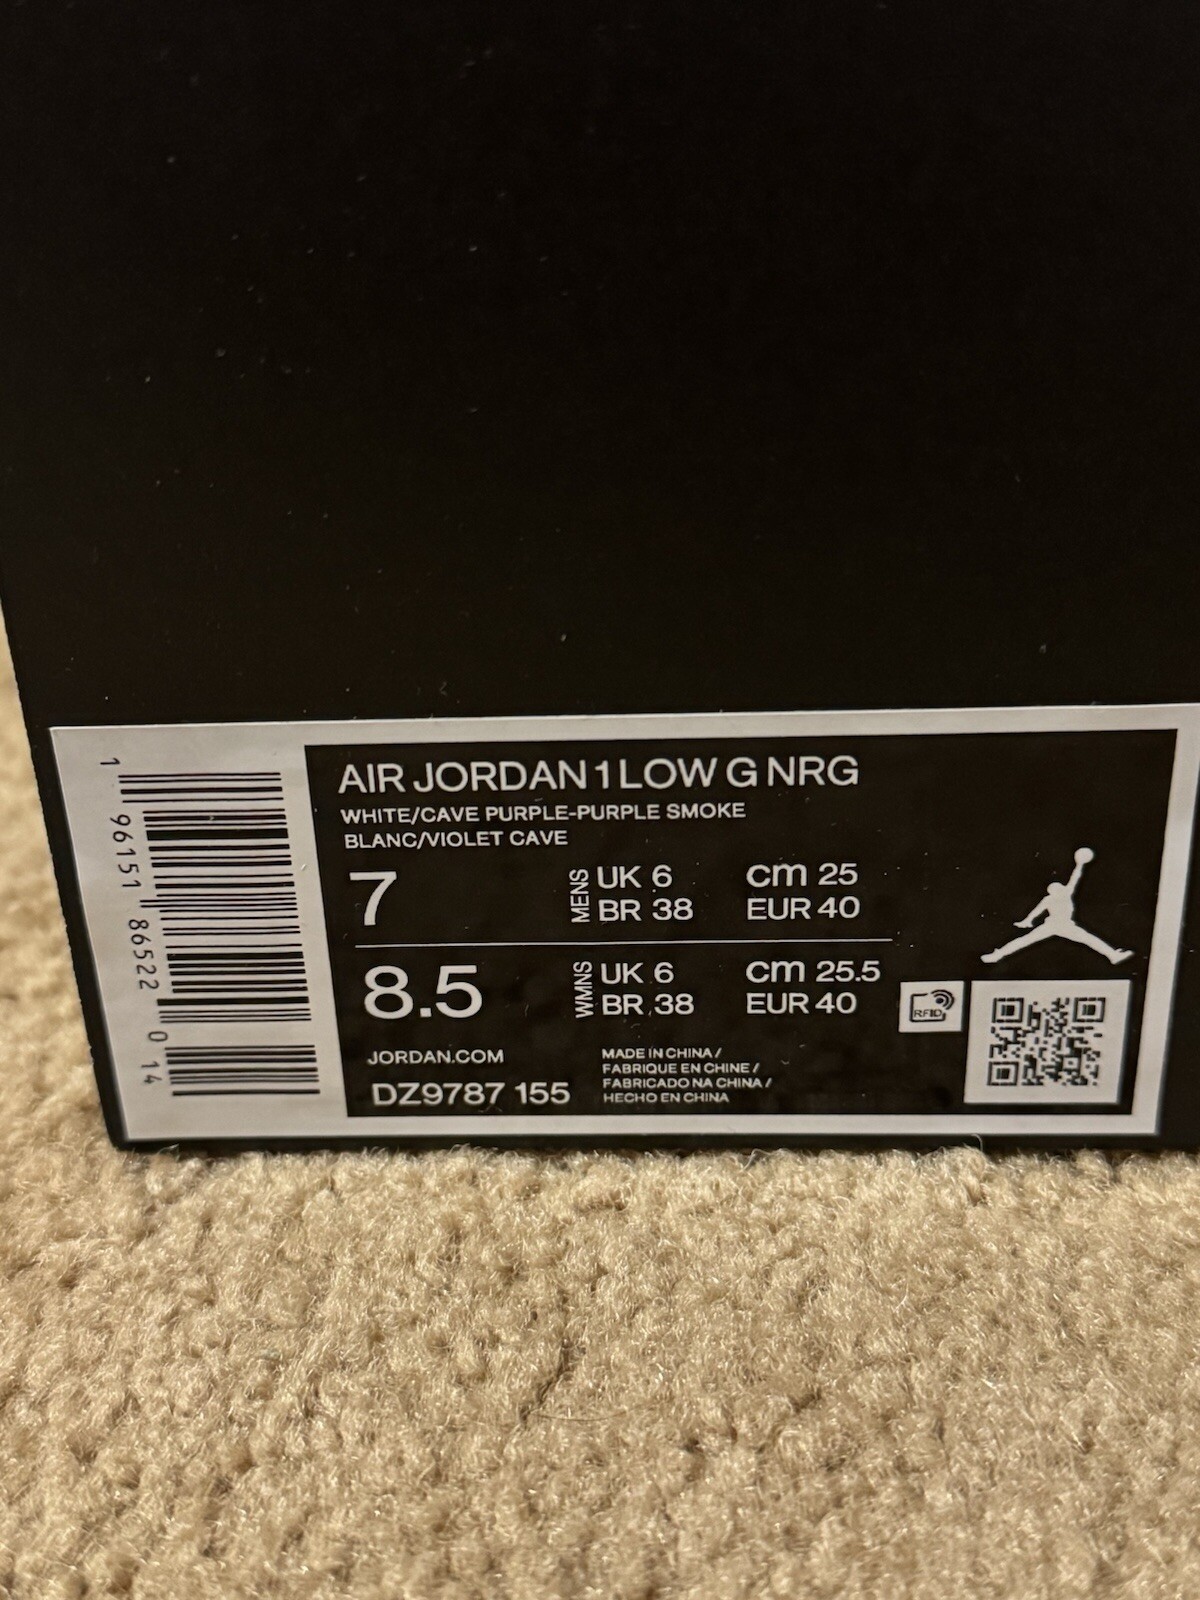 AIR JORDAN 1 LOW G NRG
WHITE/CAVE PURPLE-PURPLE SMOKE
BLANC/VIOLET CAVE
7 MENS UK 6 cm 25
BR 38 EUR 40
8.5 WMNS UK 6 cm 25.5
BR 38 EUR 40
RFID
JORDAN.COM
DZ9787 155
MADE IN CHINA /
FABRIQUE EN CHINE /
FABRICADO NA CHINA /
HECHO EN CHINA
1 96151 86522 0 14